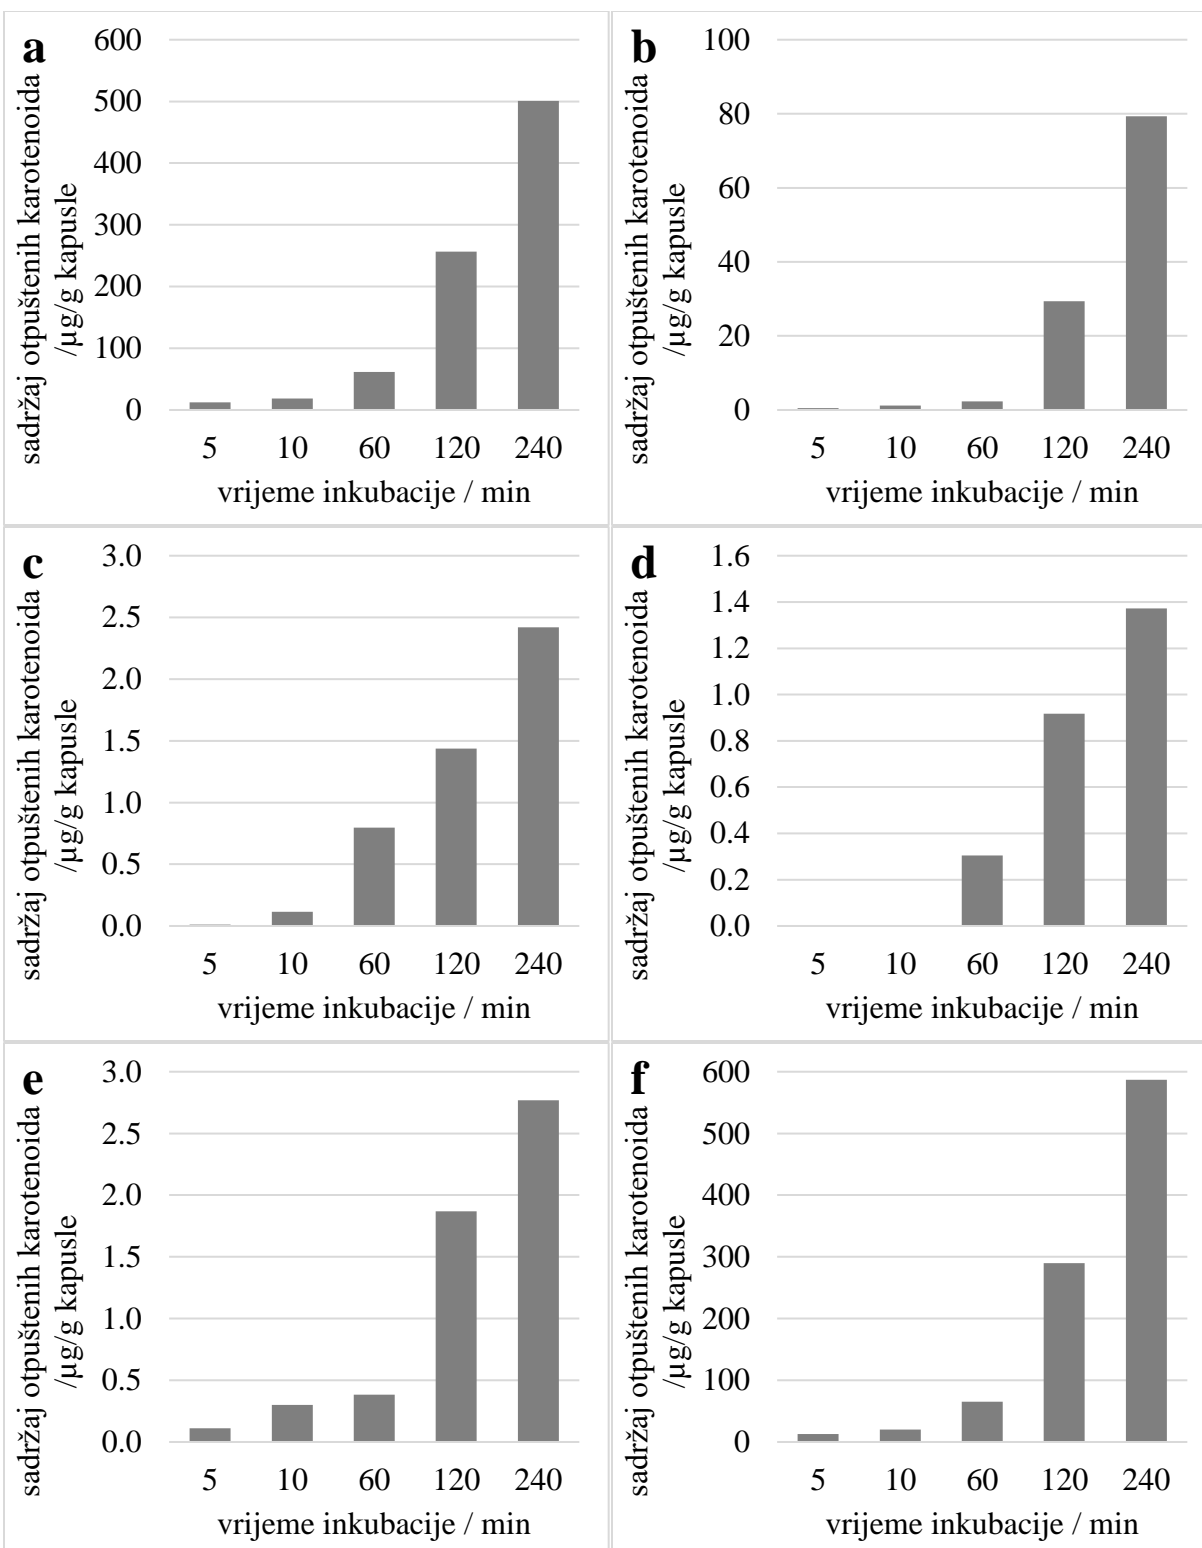 a
sadržaj otpuštenih karotenoida
/µg/g kapusle
600
500
400
300
200
100
0
5 10 60 120 240
vrijeme inkubacije / min
b
sadržaj otpuštenih karotenoida
/µg/g kapusle
100
80
60
40
20
0
5 10 60 120 240
vrijeme inkubacije / min
c
sadržaj otpuštenih karotenoida
/µg/g kapusle
3.0
2.5
2.0
1.5
1.0
0.5
0.0
5 10 60 120 240
vrijeme inkubacije / min
d
sadržaj otpuštenih karotenoida
/µg/g kapusle
1.6
1.4
1.2
1.0
0.8
0.6
0.4
0.2
0.0
5 10 60 120 240
vrijeme inkubacije / min
e
sadržaj otpuštenih karotenoida
/µg/g kapusle
3.0
2.5
2.0
1.5
1.0
0.5
0.0
5 10 60 120 240
vrijeme inkubacije / min
f
sadržaj otpuštenih karotenoida
/µg/g kapusle
600
500
400
300
200
100
0
5 10 60 120 240
vrijeme inkubacije / min